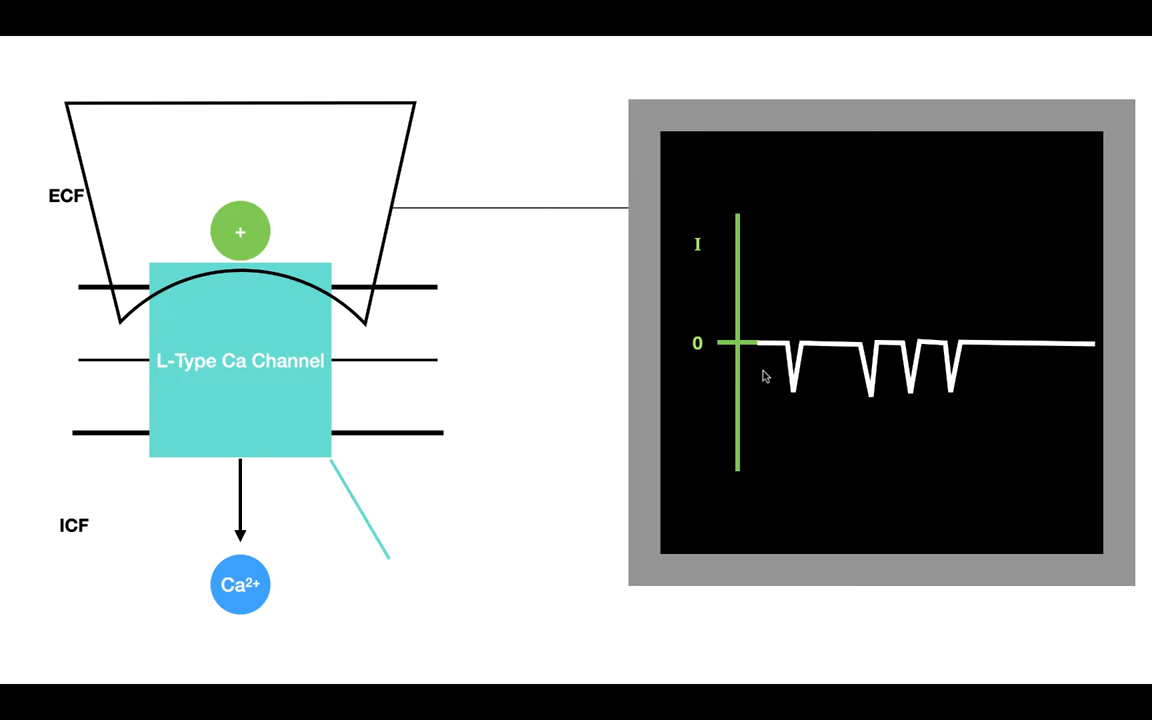 ECF
+
L-Type Ca Channel
ICF
Ca²⁺
I
0